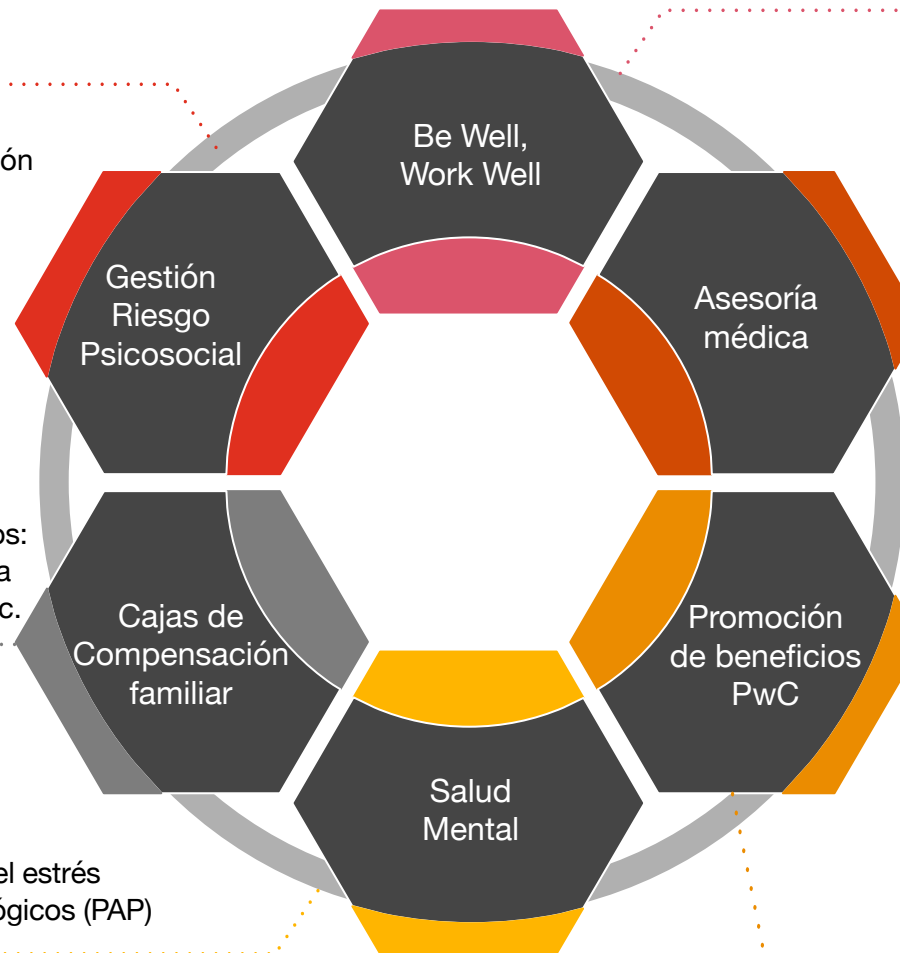 Be Well,
Work Well
ón
Gestión
Riesgo
Psicosocial
Asesoría
médica
os:
a
c.
Cajas de
Compensación
familiar
Promoción
de beneficios
PwC
Salud
Mental
el estrés
ógicos (PAP)